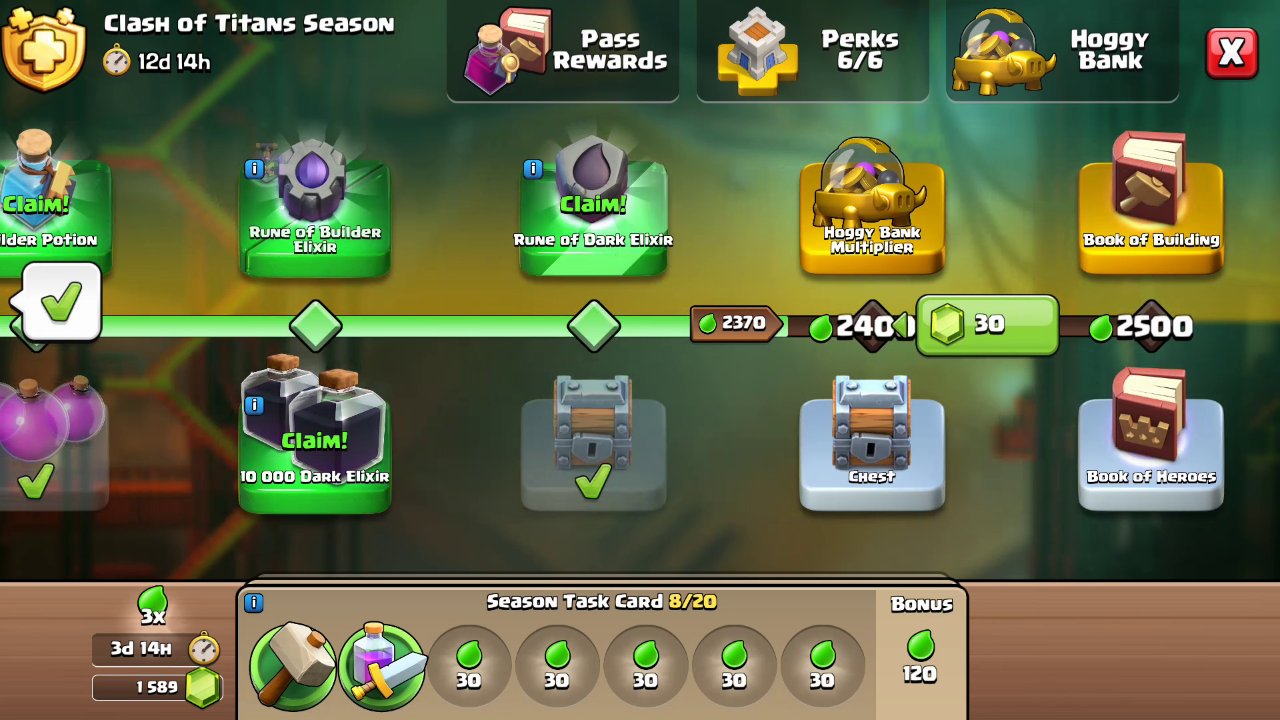 Clash of Titans Season
12d 14h
Pass
Rewards
Perks
6/6
Hoggy
Bank
X
Claim!
lder Potion
i
Rune of Builder
Elixir
i
Claim!
Rune of Dark Elixir
Hoggy Bank
Multiplier
Book of Building
2370
240
30
2500
i
Claim!
10 000 Dark Elixir
Chest
Book of Heroes
3x
3d 14h
1 589
i
Season Task Card 8/20
30
30
30
30
30
Bonus
120